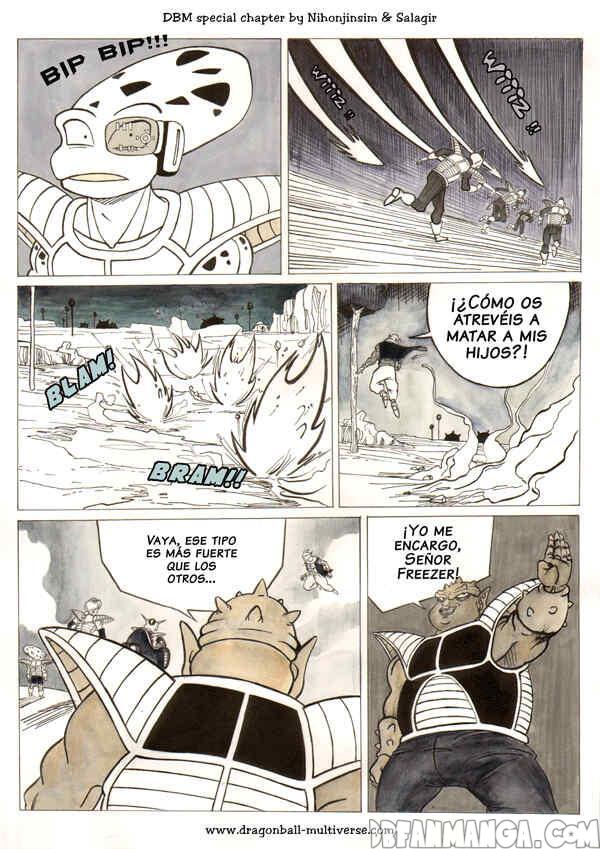 DBM special chapter by Nihonjinsim & Salagir
BIP BIP!!!
WIIIZ !!
WIIIZ !!
BLAM!
BRAM!!
¡¿CÓMO OS
ATREVÉIS A
MATAR A MIS
HIJOS?!
VAYA, ESE TIPO
ES MÁS FUERTE
QUE LOS
OTROS...
¡YO ME
ENCARGO,
SEÑOR
FREEZER!
www.dragonball-multiverse.com
DBFANMANGA.COM